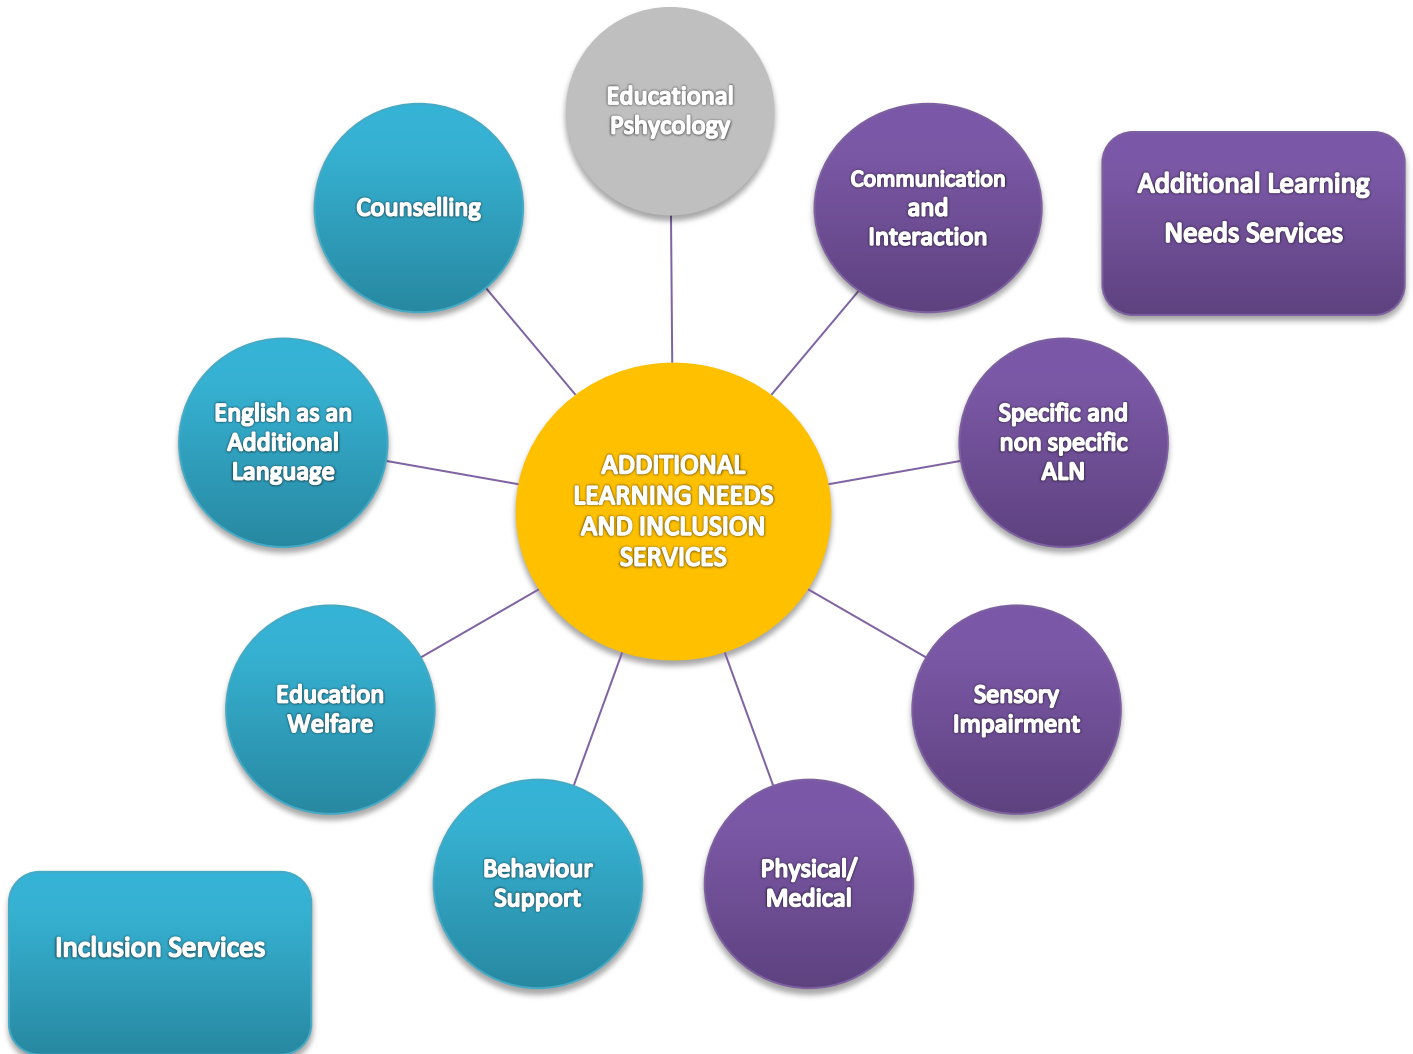 Educational
Pshycology
Counselling
Communication
and
Interaction
Additional Learning
Needs Services
English as an
Additional
Language
Specific and
non specific
ALN
ADDITIONAL
LEARNING NEEDS
AND INCLUSION
SERVICES
Education
Welfare
Sensory
Impairment
Behaviour
Support
Physical/
Medical
Inclusion Services